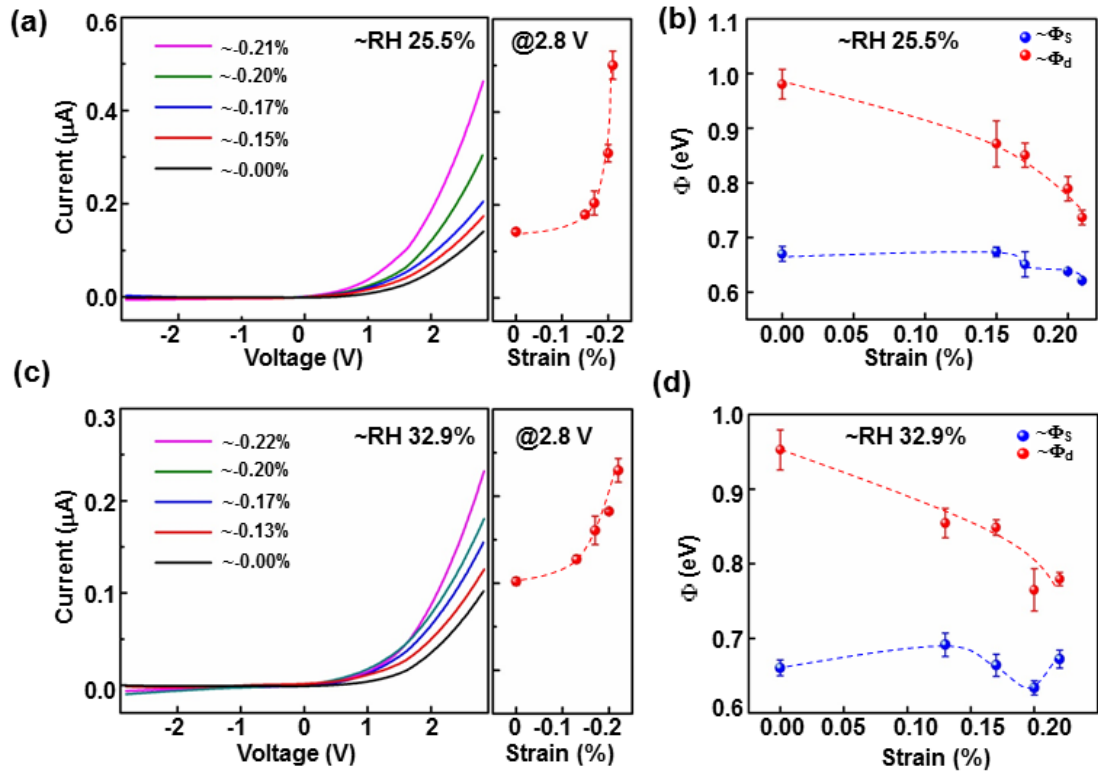 (a)
0.6
0.4
0.2
0.0
Current (μA)
~-0.21%
~-0.20%
~-0.17%
~-0.15%
~-0.00%
~RH 25.5%
-2 -1 0 1 2
Voltage (V)
@2.8 V
0 -0.1 -0.2
Strain (%)
(b)
1.1
1.0
0.9
0.8
0.7
0.6
Φ (eV)
~RH 25.5%
~Φs
~Φd
0.00 0.05 0.10 0.15 0.20
Strain (%)
(c)
0.3
0.2
0.1
0.0
Current (μA)
~-0.22%
~-0.20%
~-0.17%
~-0.13%
~-0.00%
~RH 32.9%
-2 -1 0 1 2
Voltage (V)
@2.8 V
0 -0.1 -0.2
Strain (%)
(d)
1.0
0.9
0.8
0.7
0.6
Φ (eV)
~RH 32.9%
~Φs
~Φd
0.00 0.05 0.10 0.15 0.20
Strain (%)